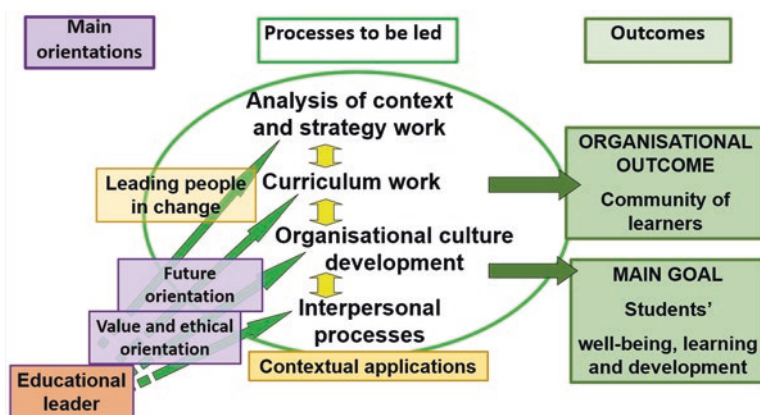 Main
orientations
Processes to be led
Outcomes
Analysis of context
and strategy work
Leading people
in change
Curriculum work
Organisational culture
development
Future
orientation
Value and ethical
orientation
Interpersonal
processes
Educational
leader
Contextual applications
ORGANISATIONAL
OUTCOME
Community of
learners
MAIN GOAL
Students’
well-being, learning
and development